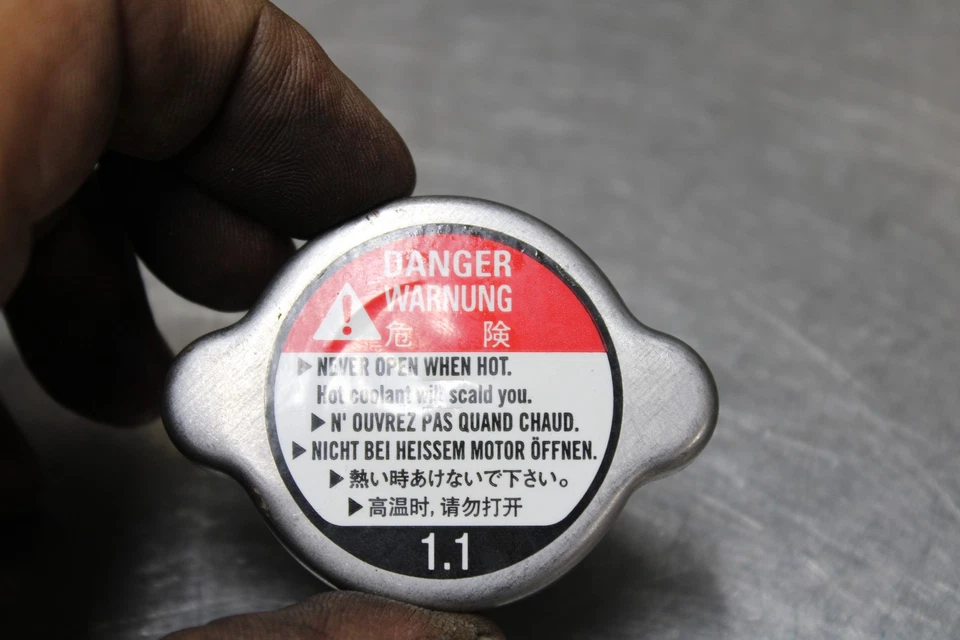 DANGER
WARNUNG
危 険
▶ NEVER OPEN WHEN HOT.
Hot coolant will scald you.
▶ N' OUVREZ PAS QUAND CHAUD.
▶ NICHT BEI HEISSEM MOTOR ÖFFNEN.
▶ 熱い時あけないで下さい。
▶ 高温时, 请勿打开
1.1